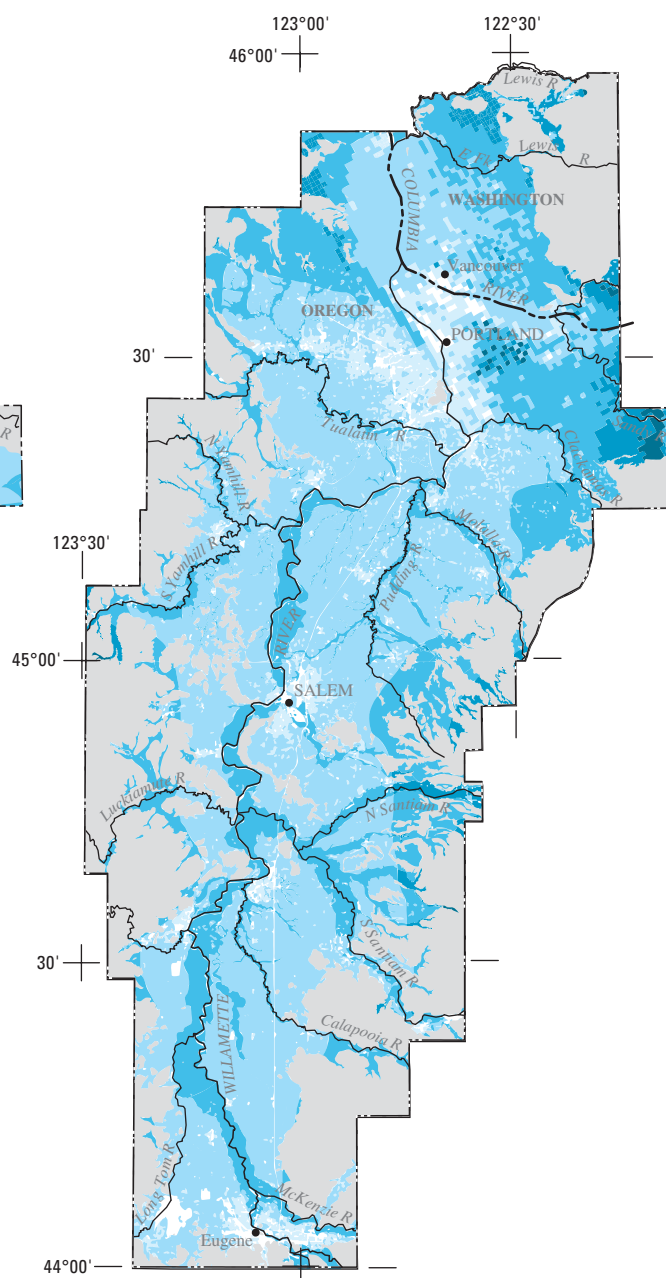 123°00'
122°30'
46°00'
Lewis R
Lewis
E Fk
R
COLUMBIA
WASHINGTON
Vancouver
RIVER
OREGON
PORTLAND
30'
R
Tualatin R
Sandy R
N Yamhill R
Clackamas R
Molalla R
123°30'
S Yamhill R
Pudding R
RIVER
45°00'
SALEM
Luckiamute R
N Santiam R
S Santiam R
30'
WILLAMETTE
Calapooia R
Long Tom R
McKenzie R
Eugene
44°00'